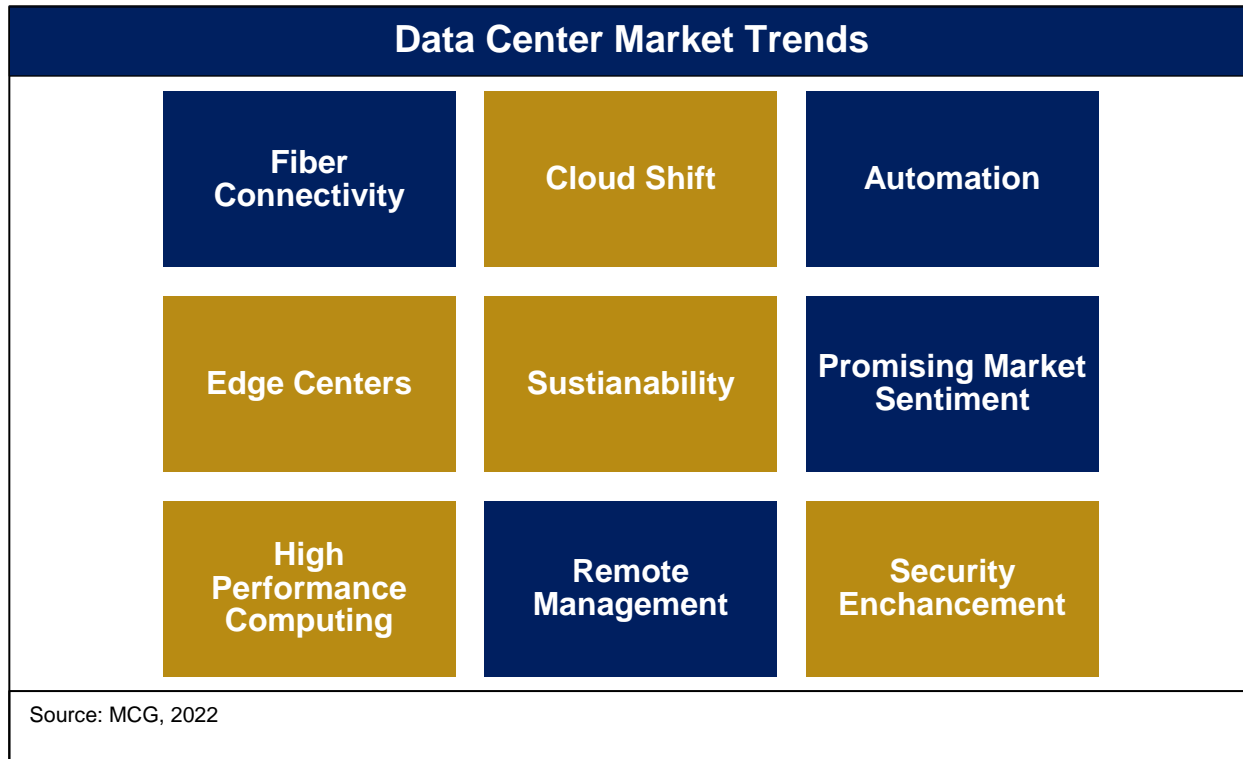 Data Center Market Trends
Fiber
Connectivity
Cloud Shift
Automation
Edge Centers
Sustianability
Promising Market
Sentiment
High
Performance
Computing
Remote
Management
Security
Enchancement
Source: MCG, 2022